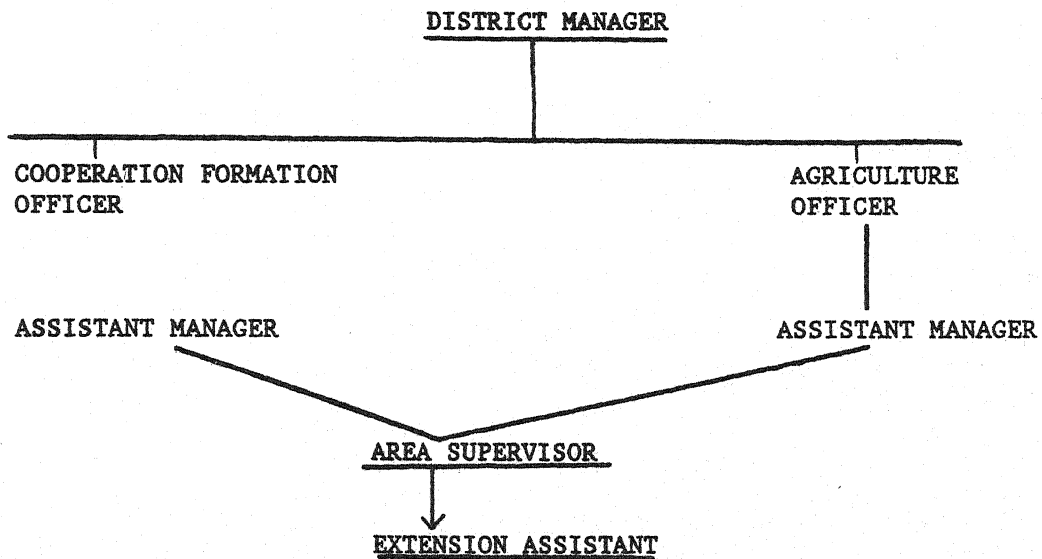 DISTRICT MANAGER
COOPERATION FORMATION
OFFICER
AGRICULTURE
OFFICER
ASSISTANT MANAGER
ASSISTANT MANAGER
AREA SUPERVISOR
EXTENSION ASSISTANT